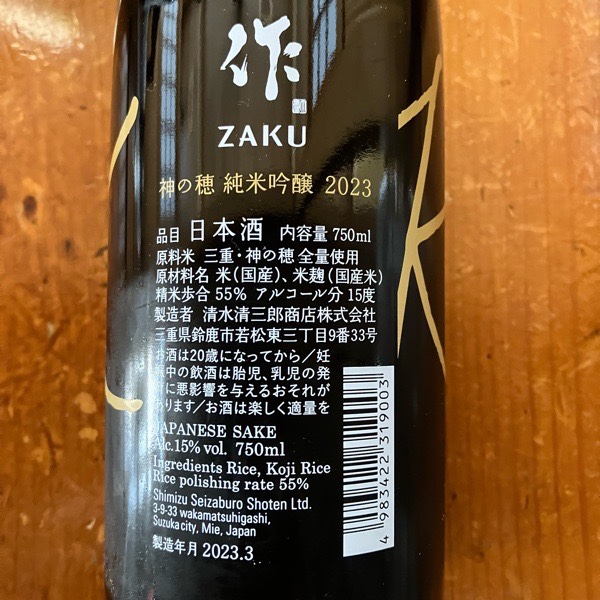 作
ZAKU
神の穂 純米吟醸 2023
品目 日本酒 内容量 750ml
原料米 三重・神の穂 全量使用
原材料名 米(国産)、米麹(国産米)
精米歩合 55% アルコール分 15度
製造者 清水清三郎商店株式会社
三重県鈴鹿市若松東三丁目9番33号
お酒は20歳になってから/妊
娠中の飲酒は胎児、乳児の発
育に悪影響を与えるおそれが
あります/お酒は楽しく適量を
JAPANESE SAKE
Alc.15% vol. 750ml
Ingredients Rice, Koji Rice
Rice polishing rate 55%
Shimizu Seizaburo Shoten Ltd.
3-9-33 wakamatsuhigashi,
Suzuka city, Mie, Japan
製造年月 2023.3
4 983422 319003